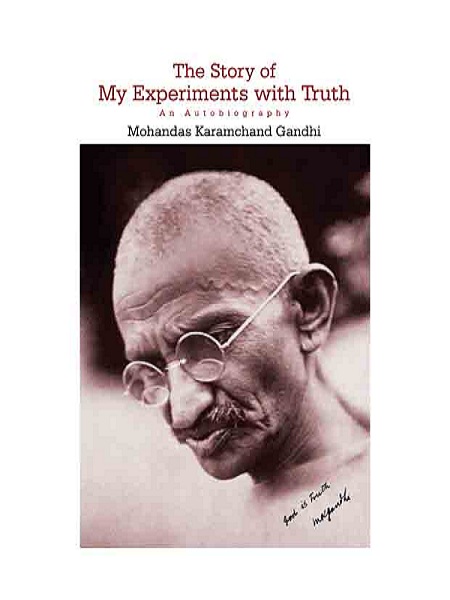 The Story of
My Experiments with Truth
An Autobiography
Mohandas Karamchand Gandhi
God is Truth
MKGandhi